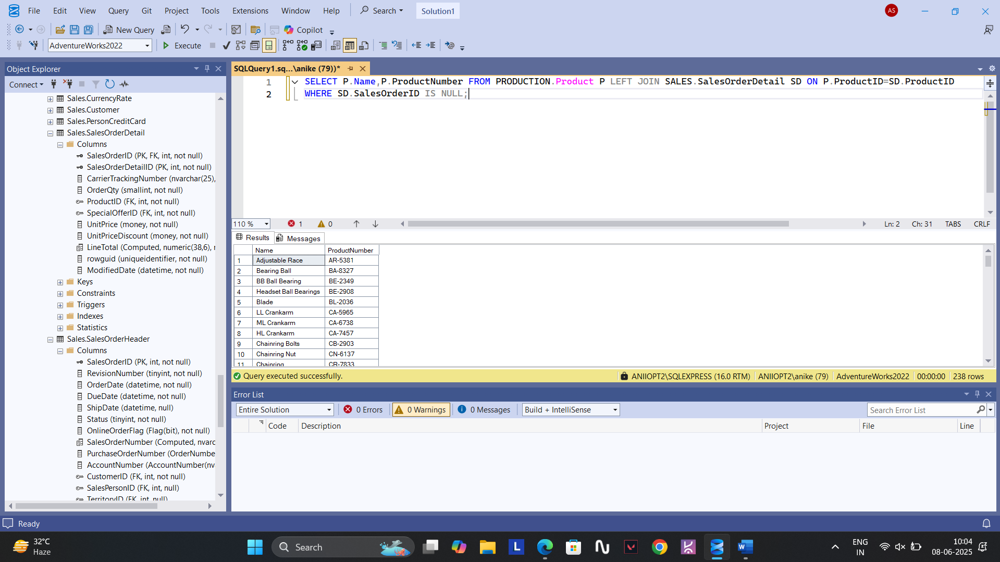 File Edit View Query Git Project Tools Extensions Window Help Search Solution1 AS
New Query Copilot
AdventureWorks2022 Execute
Object Explorer
Connect
Sales.CurrencyRate
Sales.Customer
Sales.PersonCreditCard
Sales.SalesOrderDetail
Columns
SalesOrderID (PK, FK, int, not null)
SalesOrderDetailID (PK, int, not null)
CarrierTrackingNumber (nvarchar(25),
OrderQty (smallint, not null)
ProductID (FK, int, not null)
SpecialOfferID (FK, int, not null)
UnitPrice (money, not null)
UnitPriceDiscount (money, not null)
LineTotal (Computed, numeric(38,6), r
rowguid (uniqueidentifier, not null)
ModifiedDate (datetime, not null)
Keys
Constraints
Triggers
Indexes
Statistics
Sales.SalesOrderHeader
Columns
SalesOrderID (PK, int, not null)
RevisionNumber (tinyint, not null)
OrderDate (datetime, not null)
DueDate (datetime, not null)
ShipDate (datetime, null)
Status (tinyint, not null)
OnlineOrderFlag (Flag(bit), not null)
SalesOrderNumber (Computed, nvarc
PurchaseOrderNumber (OrderNumbe
AccountNumber (AccountNumber(nv
CustomerID (FK, int, not null)
SalesPersonID (FK, int, null)
TerritoryID (FK, int, null)
SQLQuery1.sq...\anike (79))*
1 SELECT P.Name,P.ProductNumber FROM PRODUCTION.Product P LEFT JOIN SALES.SalesOrderDetail SD ON P.ProductID=SD.ProductID
2 WHERE SD.SalesOrderID IS NULL;
110 % 1 0 Ln: 2 Ch: 31 TABS CRLF
Results Messages
Name ProductNumber
1 Adjustable Race AR-5381
2 Bearing Ball BA-8327
3 BB Ball Bearing BE-2349
4 Headset Ball Bearings BE-2908
5 Blade BL-2036
6 LL Crankarm CA-5965
7 ML Crankarm CA-6738
8 HL Crankarm CA-7457
9 Chainring Bolts CB-2903
10 Chainring Nut CN-6137
11 Chainring CR-7833
Query executed successfully. ANIIOPT2\SQLEXPRESS (16.0 RTM) ANIIOPT2\anike (79) AdventureWorks2022 00:00:00 238 rows
Error List
Entire Solution 0 Errors 0 Warnings 0 Messages Build + IntelliSense Search Error List
Code Description Project File Line
Ready
32°C
Haze
Search
L
W
ENG
IN
10:04
08-06-2025